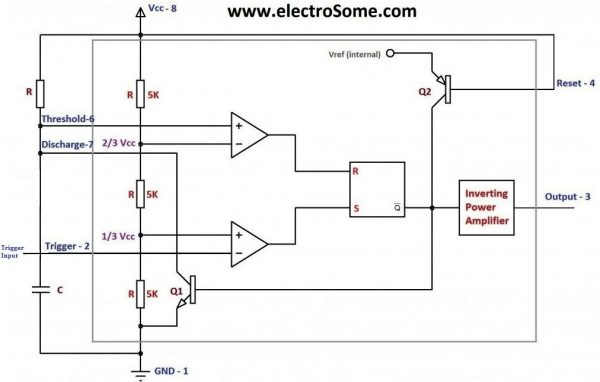 www.electroSome.com
Vcc - 8
Vref (internal)
Reset - 4
Q2
R
R 5K
Threshold-6
Discharge-7
2/3 Vcc
+
−
R
S
Q̅
Inverting
Power
Amplifier
Output - 3
R 5K
1/3 Vcc
Trigger
Input
Trigger - 2
+
−
C
R 5K
Q1
GND - 1